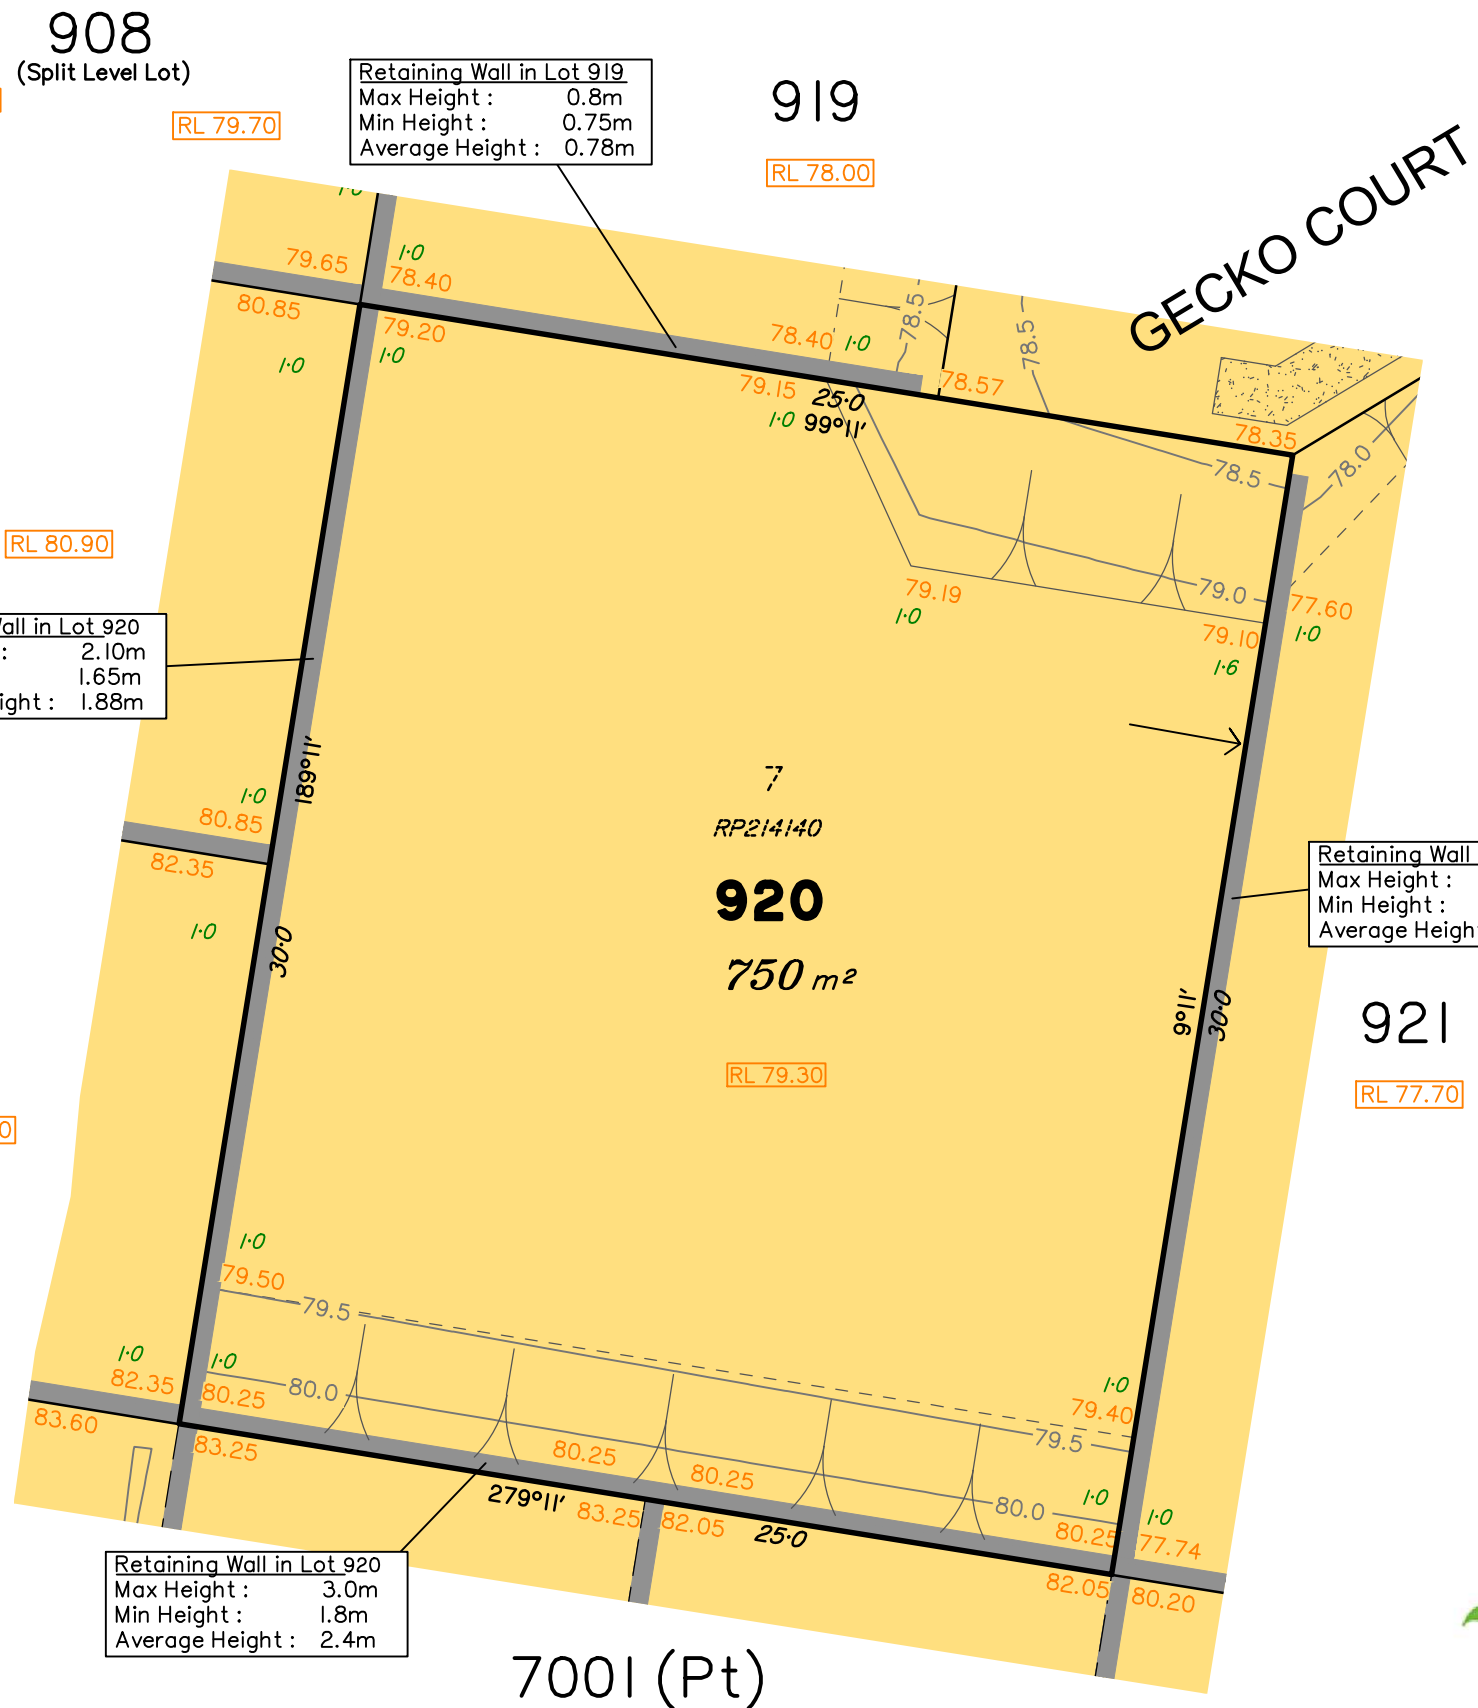 908
(Split Level Lot)
RL 79.70
Retaining Wall in Lot 919
Max Height : 0.8m
Min Height : 0.75m
Average Height : 0.78m
919
RL 78.00
GECKO COURT
1·0
79.65
1·0
78.40
80.85
79.20
1·0
1·0
78.40
1·0
78.5
78.5
79.15
25·0
78.57
1·0
99°11'
78.35
78.5
78.0
RL 80.90
79.19
79.0
77.60
1·0
79.10
1·0
1·6
Wall in Lot 920
: 2.10m
1.65m
ight : 1.88m
189°11'
7
RP214140
1·0
80.85
82.35
920
Retaining Wall
Max Height :
Min Height :
Average Height
1·0
30·0
750 m²
9°11'
30·0
921
RL 79.30
RL 77.70
0
1·0
79.50
79.5
1·0
82.35
1·0
80.25
80.0
1·0
79.40
79.5
83.60
83.25
80.25
80.25
80.0
1·0
80.25
1·0
77.74
279°11'
83.25
82.05
25·0
82.05
80.20
Retaining Wall in Lot 920
Max Height : 3.0m
Min Height : 1.8m
Average Height : 2.4m
7001 (Pt)